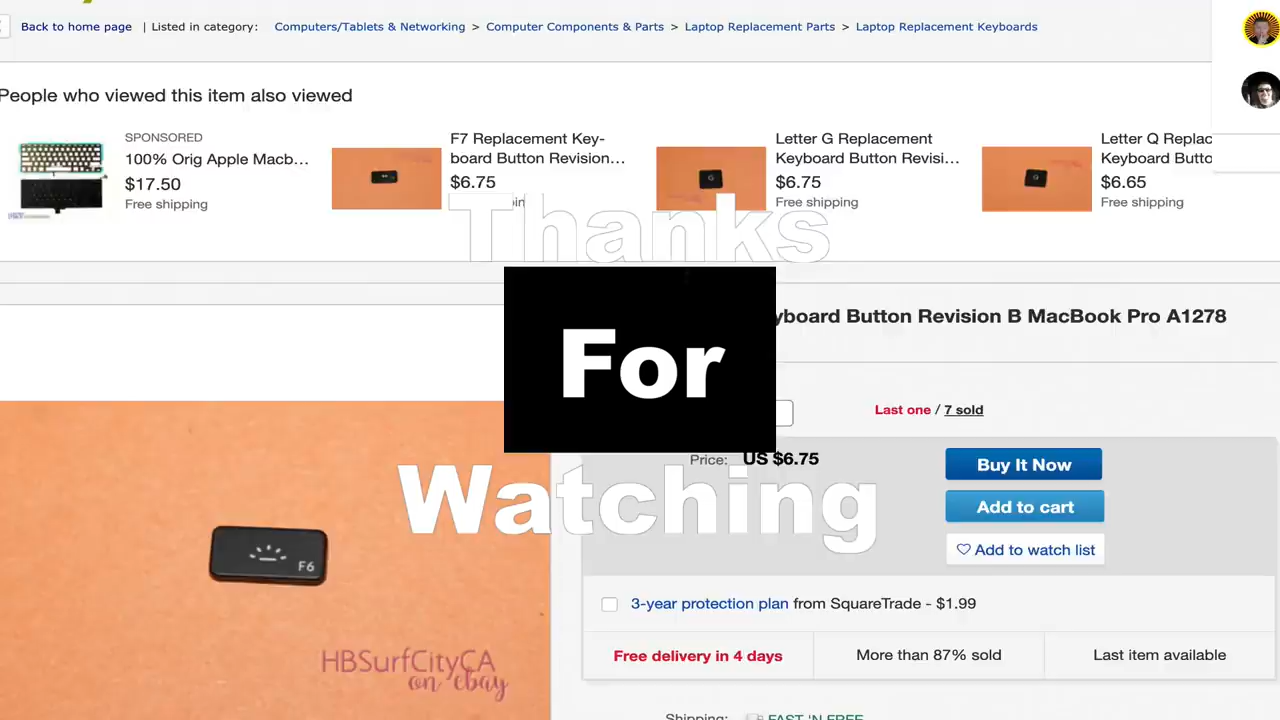 Back to home page | Listed in category: Computers/Tablets & Networking > Computer Components & Parts > Laptop Replacement Parts > Laptop Replacement Keyboards
People who viewed this item also viewed
SPONSORED
100% Orig Apple Macb...
$17.50
Free shipping
F7 Replacement Key-
board Button Revision...
$6.75
Letter G Replacement
Keyboard Button Revisi...
$6.75
Free shipping
Letter Q Replac
Keyboard Butto
$6.65
Free shipping
Thanks
For
Watching
yboard Button Revision B MacBook Pro A1278
Last one / 7 sold
Price: US $6.75
Buy It Now
Add to cart
Add to watch list
3-year protection plan from SquareTrade - $1.99
Free delivery in 4 days
More than 87% sold
Last item available
Shipping: FAST 'N FREE
F6
HBSurfCityCA
on ebay